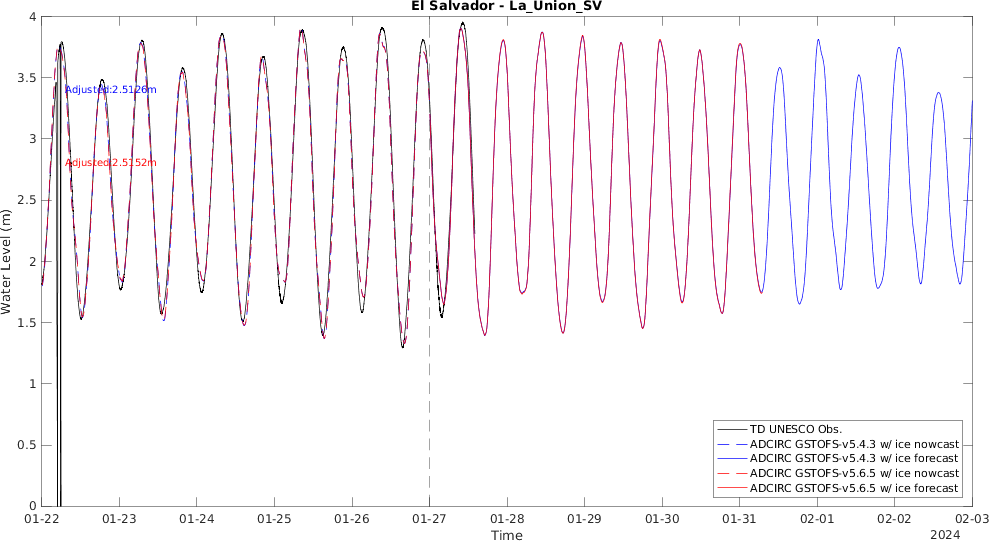 El Salvador - La_Union_SV
4
3.5
3
2.5
2
1.5
1
0.5
0
Water Level (m)
Adjusted:2.5126m
Adjusted:2.5152m
TD UNESCO Obs.
ADCIRC GSTOFS-v5.4.3 w/ ice nowcast
ADCIRC GSTOFS-v5.4.3 w/ ice forecast
ADCIRC GSTOFS-v5.6.5 w/ ice nowcast
ADCIRC GSTOFS-v5.6.5 w/ ice forecast
01-22 01-23 01-24 01-25 01-26 01-27 01-28 01-29 01-30 01-31 02-01 02-02 02-03
Time
2024